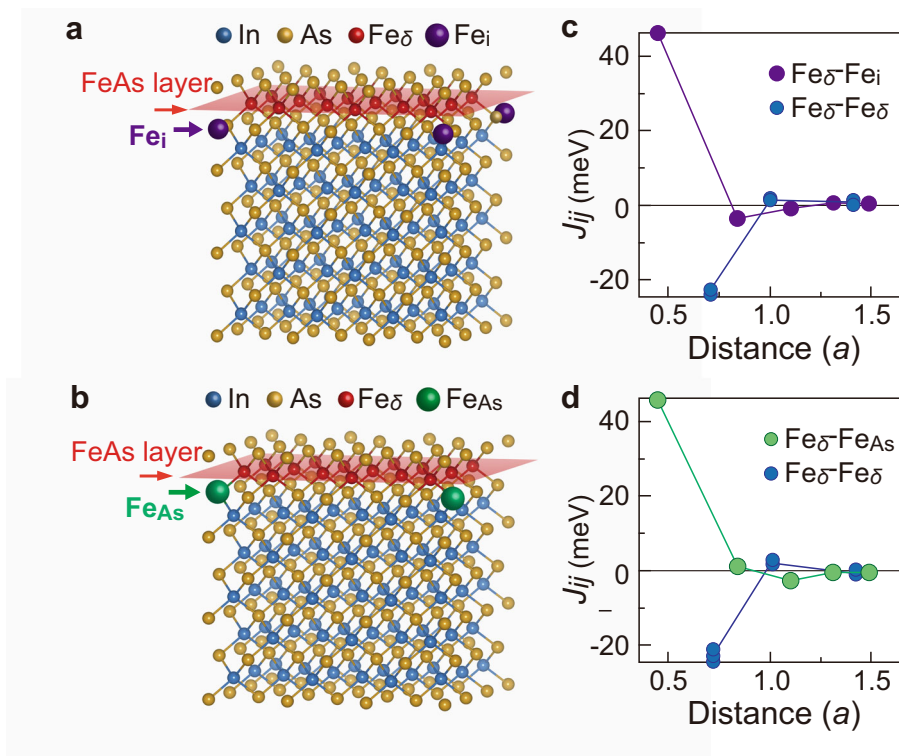 a
In As Feδ Fei
FeAs layer
Fei
b
In As Feδ FeAs
FeAs layer
FeAs
c
40
20
0
-20
Jij (meV)
Feδ-Fei
Feδ-Feδ
0.5 1.0 1.5
Distance (a)
d
40
20
0
-20
Jij (meV)
Feδ-FeAs
Feδ-Feδ
0.5 1.0 1.5
Distance (a)